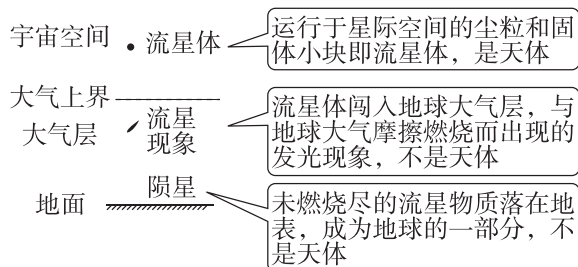 宇宙空间
流星体
运行于星际空间的尘粒和固
体小块即流星体，是天体
大气上界
大气层
流星
现象
流星体闯入地球大气层，与
地球大气摩擦燃烧而出现的
发光现象，不是天体
地面
陨星
未燃烧尽的流星物质落在地
表，成为地球的一部分，不
是天体